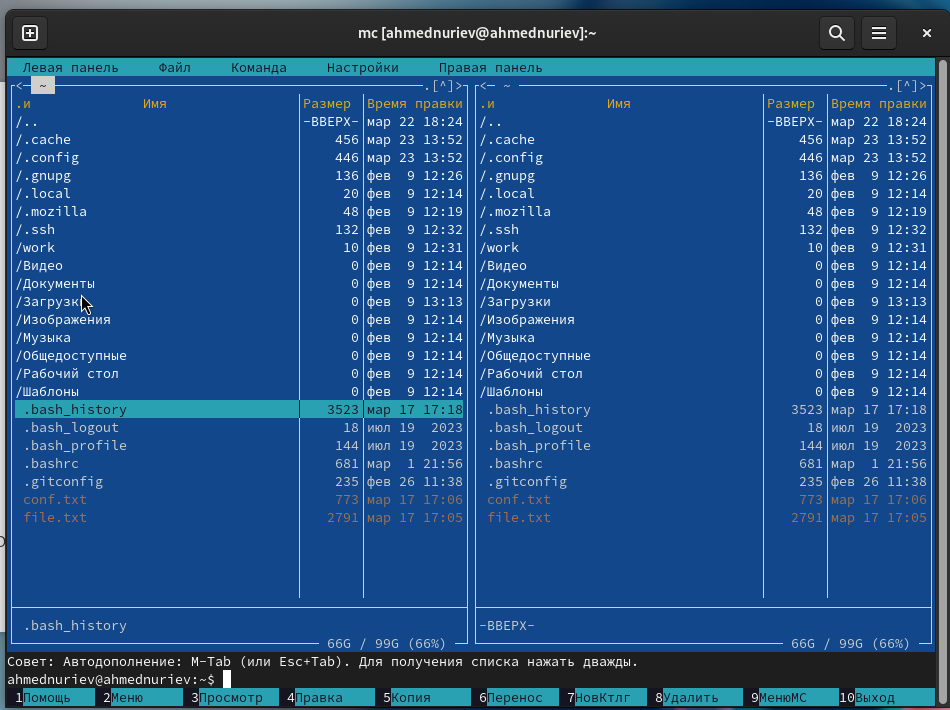 mc [ahmednuriev@ahmednuriev]:~
Левая панель Файл Команда Настройки Правая панель
<─ ~ .[^]>
.и Имя Размер Время правки
/.. -ВВЕРХ- мар 22 18:24
/.cache 456 мар 23 13:52
/.config 446 мар 23 13:52
/.gnupg 136 фев 9 12:26
/.local 20 фев 9 12:14
/.mozilla 48 фев 9 12:19
/.ssh 132 фев 9 12:32
/work 10 фев 9 12:31
/Видео 0 фев 9 12:14
/Документы 0 фев 9 12:14
/Загрузки 0 фев 9 13:13
/Изображения 0 фев 9 12:14
/Музыка 0 фев 9 12:14
/Общедоступные 0 фев 9 12:14
/Рабочий стол 0 фев 9 12:14
/Шаблоны 0 фев 9 12:14
.bash_history 3523 мар 17 17:18
.bash_logout 18 июл 19 2023
.bash_profile 144 июл 19 2023
.bashrc 681 мар 1 21:56
.gitconfig 235 фев 26 11:38
conf.txt 773 мар 17 17:06
file.txt 2791 мар 17 17:05
.bash_history
66G / 99G (66%)
<─ ~ .[^]>
.и Имя Размер Время правки
/.. -ВВЕРХ- мар 22 18:24
/.cache 456 мар 23 13:52
/.config 446 мар 23 13:52
/.gnupg 136 фев 9 12:26
/.local 20 фев 9 12:14
/.mozilla 48 фев 9 12:19
/.ssh 132 фев 9 12:32
/work 10 фев 9 12:31
/Видео 0 фев 9 12:14
/Документы 0 фев 9 12:14
/Загрузки 0 фев 9 13:13
/Изображения 0 фев 9 12:14
/Музыка 0 фев 9 12:14
/Общедоступные 0 фев 9 12:14
/Рабочий стол 0 фев 9 12:14
/Шаблоны 0 фев 9 12:14
.bash_history 3523 мар 17 17:18
.bash_logout 18 июл 19 2023
.bash_profile 144 июл 19 2023
.bashrc 681 мар 1 21:56
.gitconfig 235 фев 26 11:38
conf.txt 773 мар 17 17:06
file.txt 2791 мар 17 17:05
-ВВЕРХ-
66G / 99G (66%)
Совет: Автодополнение: M-Tab (или Esc+Tab). Для получения списка нажать дважды.
ahmednuriev@ahmednuriev:~$
1Помощь 2Меню 3Просмотр 4Правка 5Копия 6Перенос 7НовКтлг 8Удалить 9МенюМС 10Выход